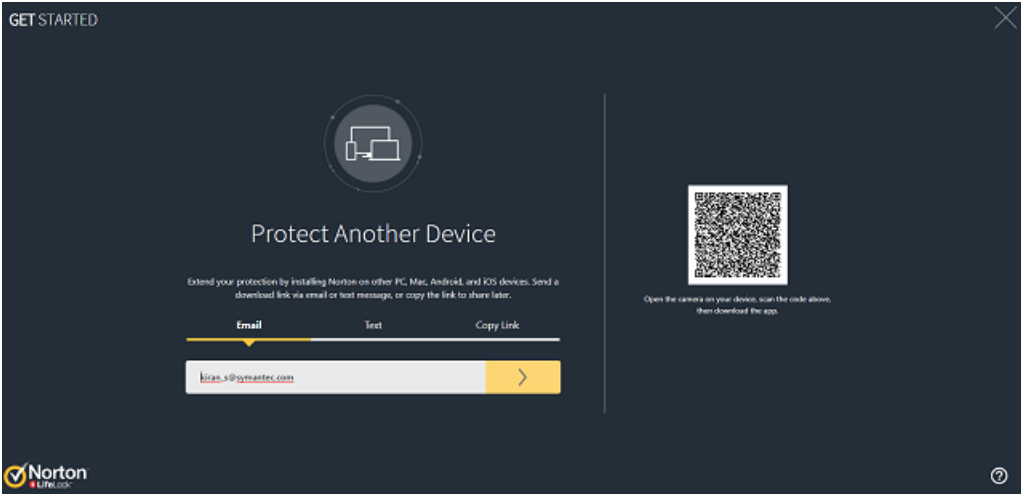 GET STARTED
Protect Another Device
Extend your protection by installing Norton on other PC, Mac, Android, and iOS devices. Send a
download link via email or text message, or copy the link to share later.
Email Text Copy Link
kiran_s@symantec.com
Open the camera on your device, scan the code above,
then download the app.
Norton
LifeLock
?